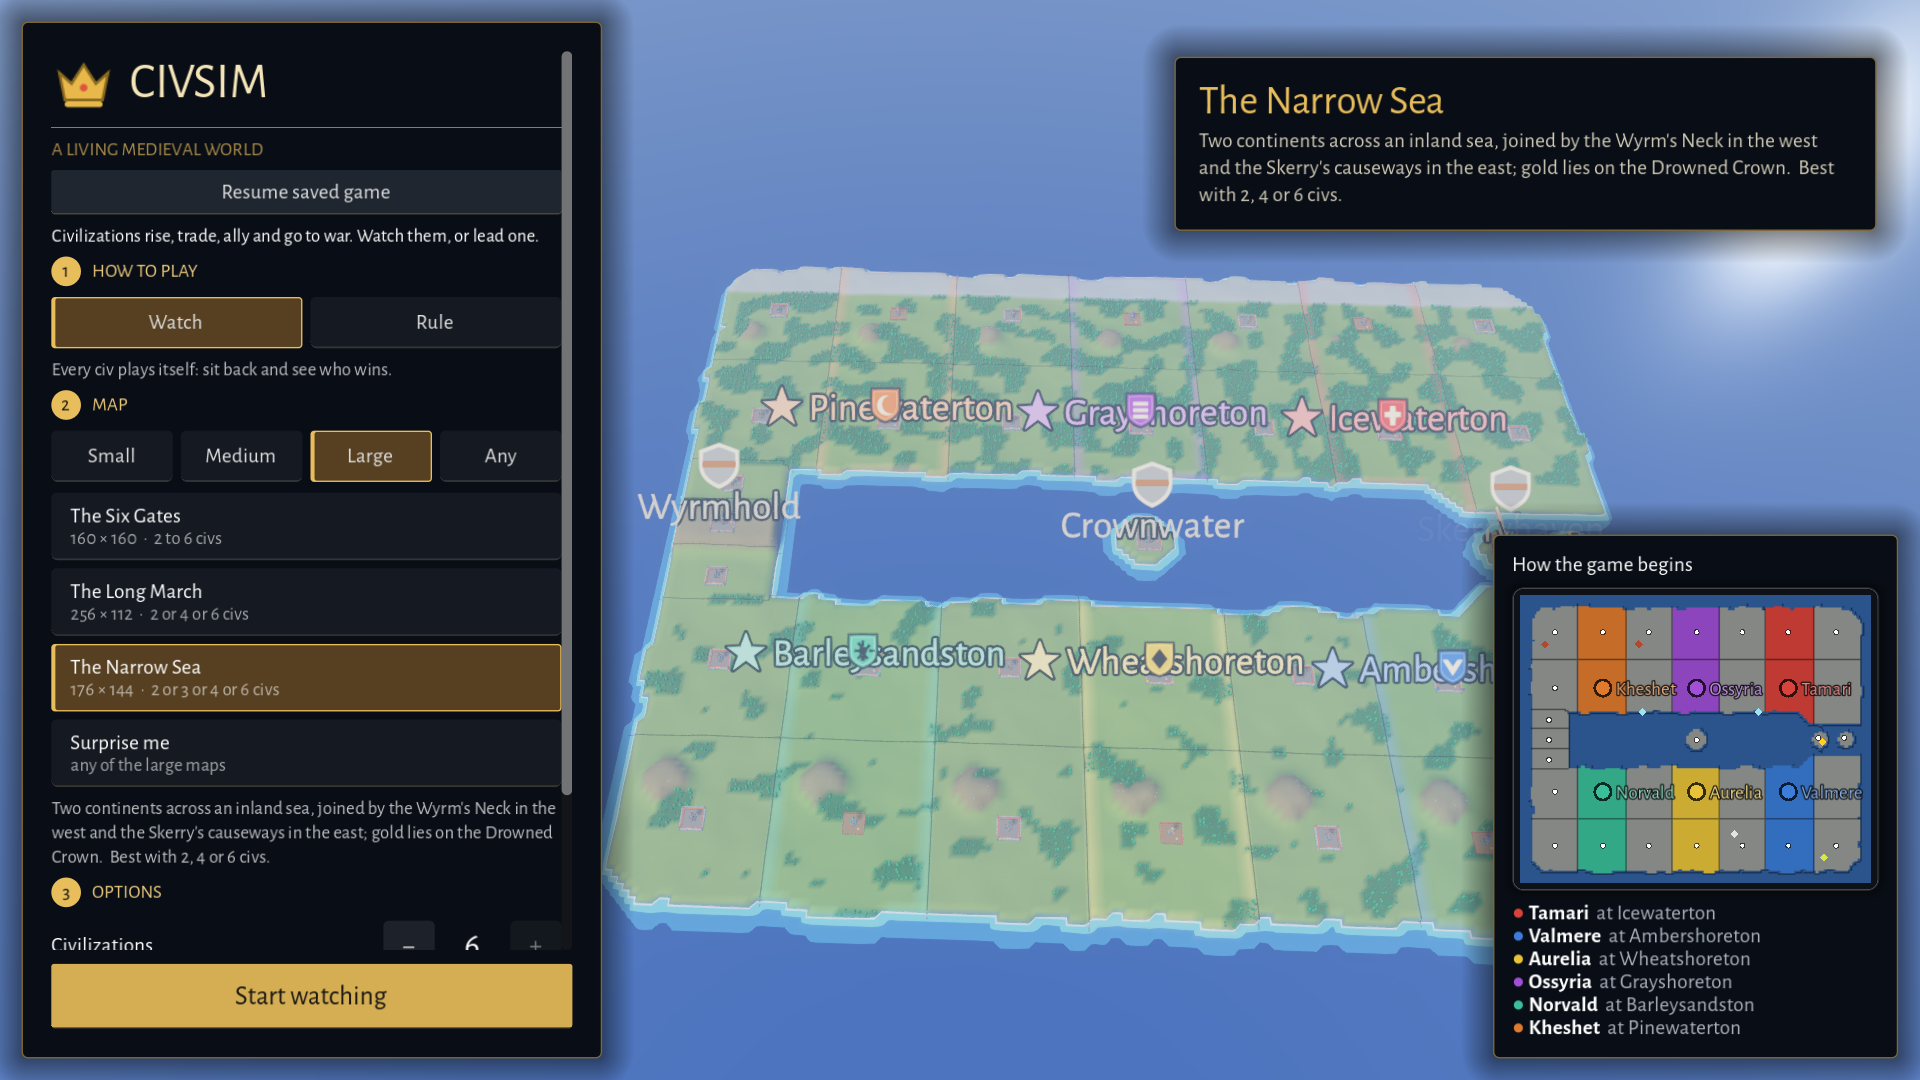 CIVSIM
A LIVING MEDIEVAL WORLD
Resume saved game
Civilizations rise, trade, ally and go to war. Watch them, or lead one.
1 HOW TO PLAY
Watch
Rule
Every civ plays itself: sit back and see who wins.
2 MAP
Small
Medium
Large
Any
The Six Gates
160 × 160 · 2 to 6 civs
The Long March
256 × 112 · 2 or 4 or 6 civs
The Narrow Sea
176 × 144 · 2 or 3 or 4 or 6 civs
Surprise me
any of the large maps
Two continents across an inland sea, joined by the Wyrm's Neck in the
west and the Skerry's causeways in the east; gold lies on the Drowned
Crown. Best with 2, 4 or 6 civs.
3 OPTIONS
Civilizations
− 6 +
Start watching
The Narrow Sea
Two continents across an inland sea, joined by the Wyrm's Neck in the west
and the Skerry's causeways in the east; gold lies on the Drowned Crown. Best
with 2, 4 or 6 civs.
Pinewaterton
Grayshoreton
Icewaterton
Wyrmhold
Crownwater
Barleysandston
Wheatshoreton
How the game begins
Kheshet
Ossyria
Tamari
Norvald
Aurelia
Valmere
Tamari at Icewaterton
Valmere at Ambershoreton
Aurelia at Wheatshoreton
Ossyria at Grayshoreton
Norvald at Barleysandston
Kheshet at Pinewaterton